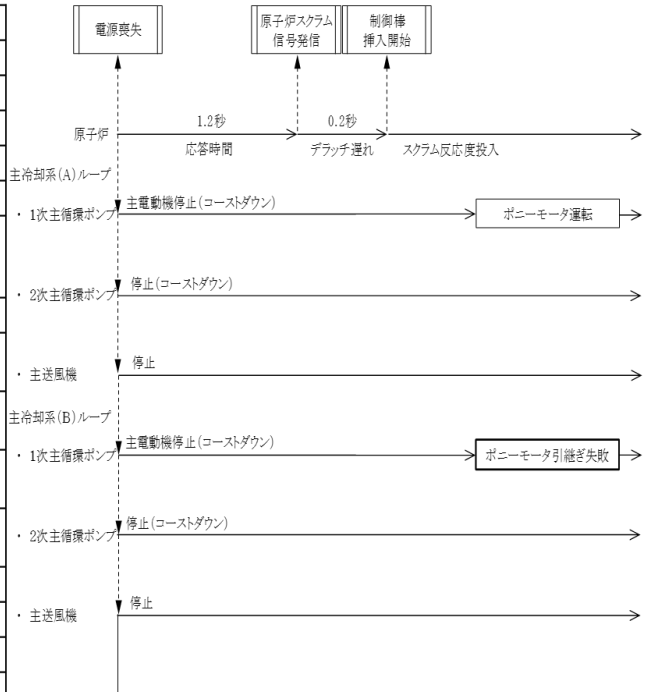 電源喪失
原子炉スクラム
信号発信
制御棒
挿入開始
1.2秒
0.2秒
原子炉
応答時間
デラッチ遅れ
スクラム反応度投入
主冷却系(A)ループ
主電動機停止(コーストダウン)
・ 1次主循環ポンプ
ポニーモータ運転
停止(コーストダウン)
・ 2次主循環ポンプ
停止
・ 主送風機
主冷却系(B)ループ
主電動機停止(コーストダウン)
・ 1次主循環ポンプ
ポニーモータ引継ぎ失敗
停止(コーストダウン)
・ 2次主循環ポンプ
停止
・ 主送風機